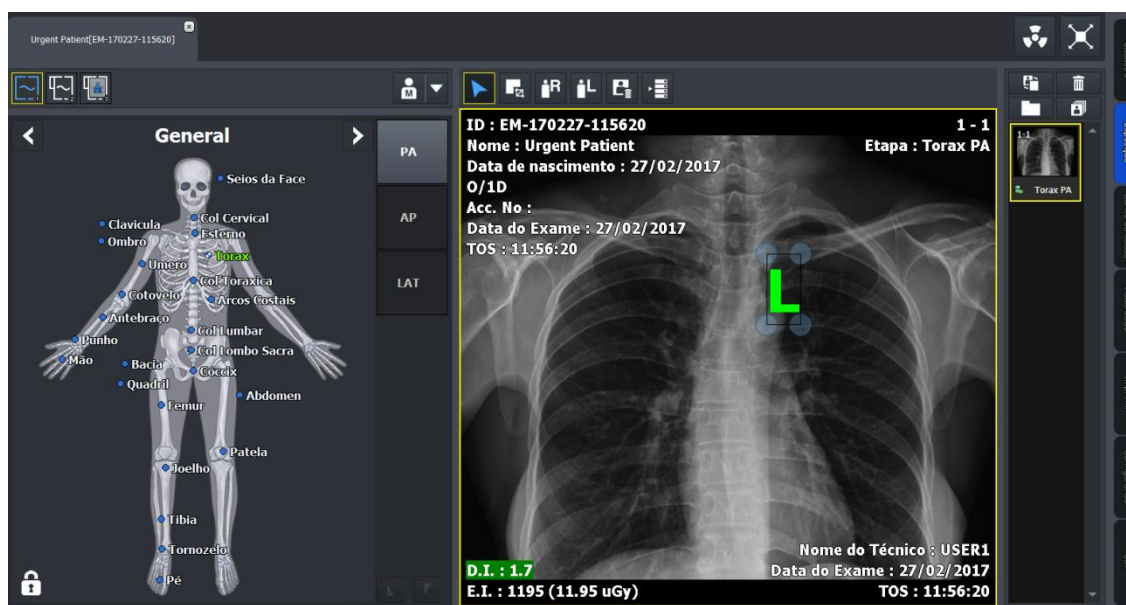 Urgent Patient[EM-170227-115620]
M
R
L
General
PA
AP
LAT
Seios da Face
Col Cervical
Clavicula
Esterno
Ombro
Torax
Umero
Col Toraxica
Cotovelo
Arcos Costais
Antebraço
Col Lumbar
Punho
Col Lombo Sacra
Mão
Bacia
Cóccix
Quadril
Abdomen
Femur
Patela
Joelho
Tibia
Tornozelo
Pé
ID : EM-170227-115620
1 - 1
Nome : Urgent Patient
Etapa : Torax PA
Data de nascimento : 27/02/2017
O/1D
Acc. No :
Data do Exame : 27/02/2017
TOS : 11:56:20
L
Nome do Técnico : USER1
D.I. : 1.7
Data do Exame : 27/02/2017
E.I. : 1195 (11.95 uGy)
TOS : 11:56:20
1-1
Torax PA